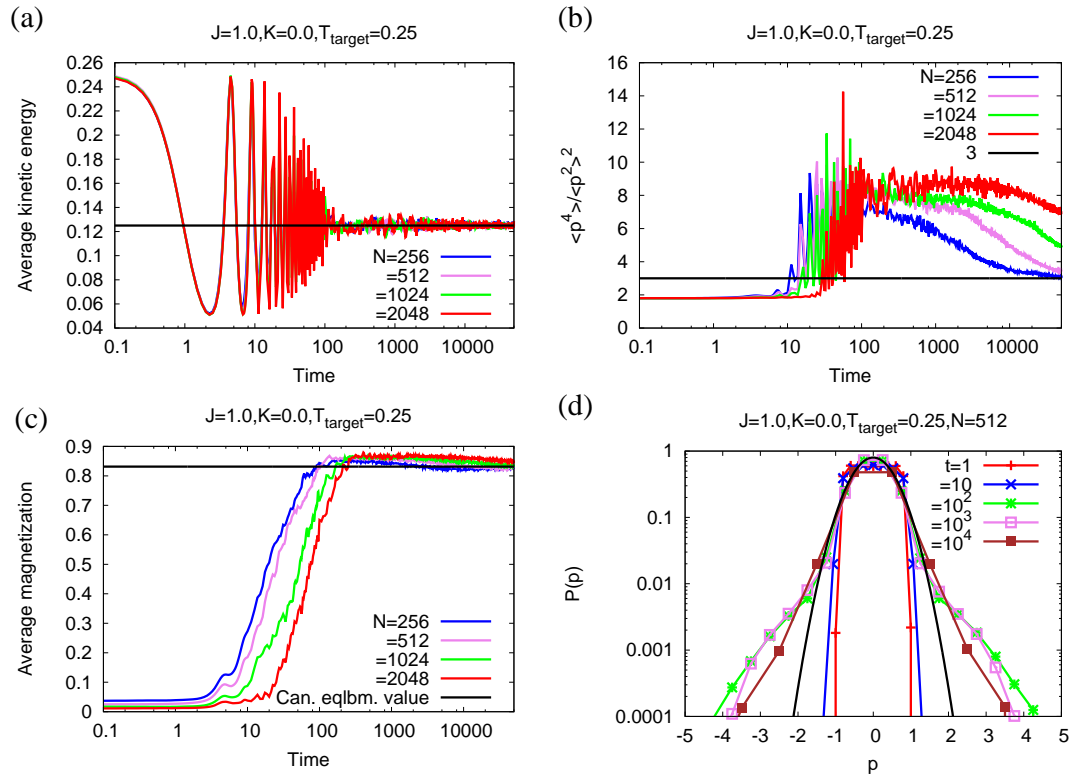 (a)
J=1.0,K=0.0,T_target=0.25
Average kinetic energy
0.26
0.24
0.22
0.2
0.18
0.16
0.14
0.12
0.1
0.08
0.06
0.04
N=256
=512
=1024
=2048
0.1 1 10 100 1000 10000
Time
(b)
J=1.0,K=0.0,T_target=0.25
<p^4>/<p^2>^2
16
14
12
10
8
6
4
2
0
N=256
=512
=1024
=2048
3
0.1 1 10 100 1000 10000
Time
(c)
J=1.0,K=0.0,T_target=0.25
Average magnetization
0.9
0.8
0.7
0.6
0.5
0.4
0.3
0.2
0.1
0
N=256
=512
=1024
=2048
Can. eqlbm. value
0.1 1 10 100 1000 10000
Time
(d)
J=1.0,K=0.0,T_target=0.25,N=512
P(p)
1
0.1
0.01
0.001
0.0001
t=1
=10
=10^2
=10^3
=10^4
-5 -4 -3 -2 -1 0 1 2 3 4 5
p